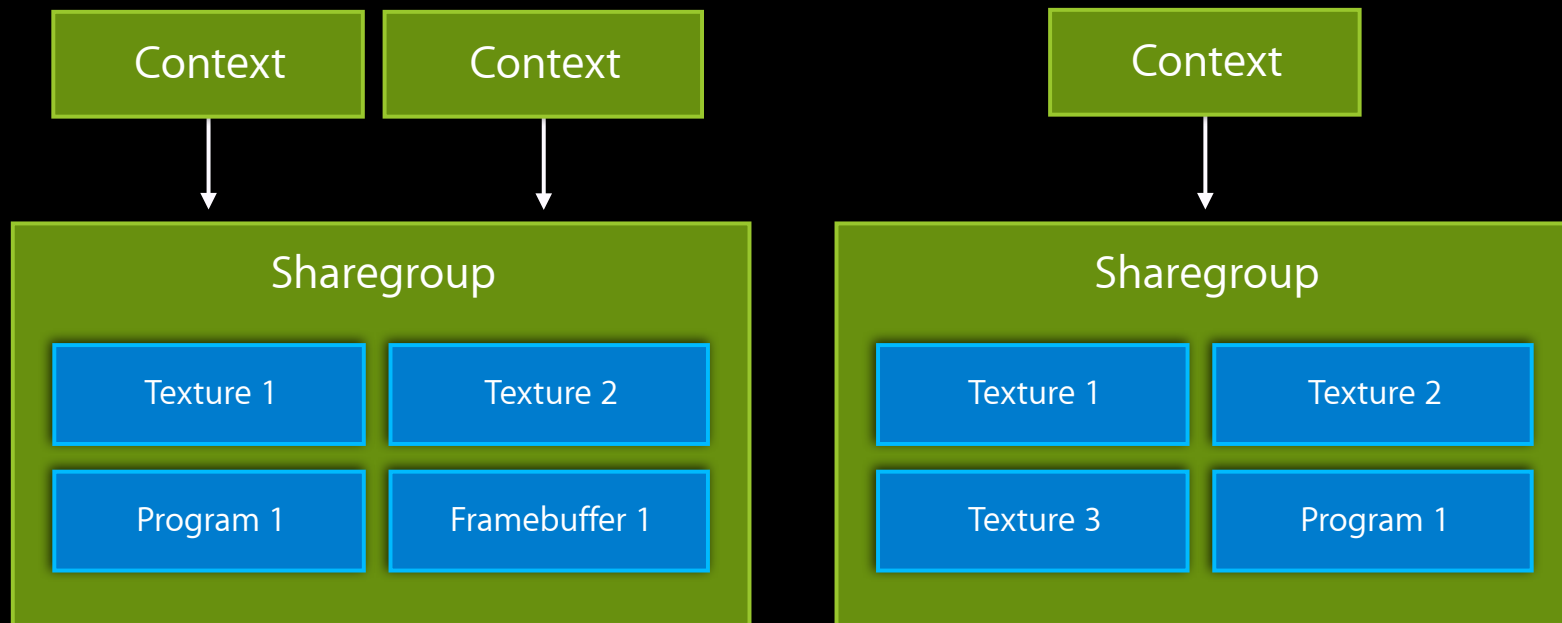 Context
Context
Context
Sharegroup
Sharegroup
Texture 1
Texture 2
Texture 1
Texture 2
Program 1
Framebuffer 1
Texture 3
Program 1